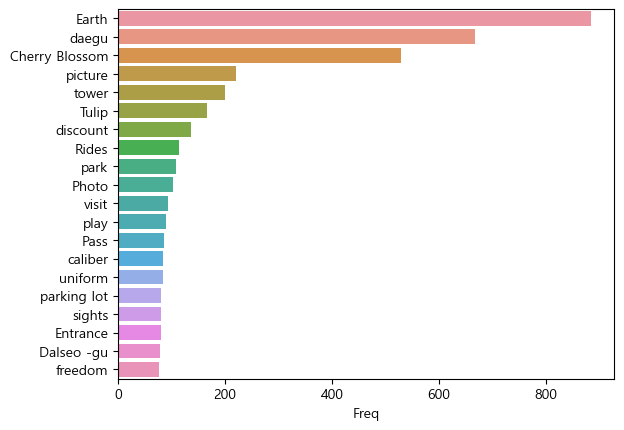 Earth
daegu
Cherry Blossom
picture
tower
Tulip
discount
Rides
park
Photo
visit
play
Pass
caliber
uniform
parking lot
sights
Entrance
Dalseo -gu
freedom
0 200 400 600 800
Freq